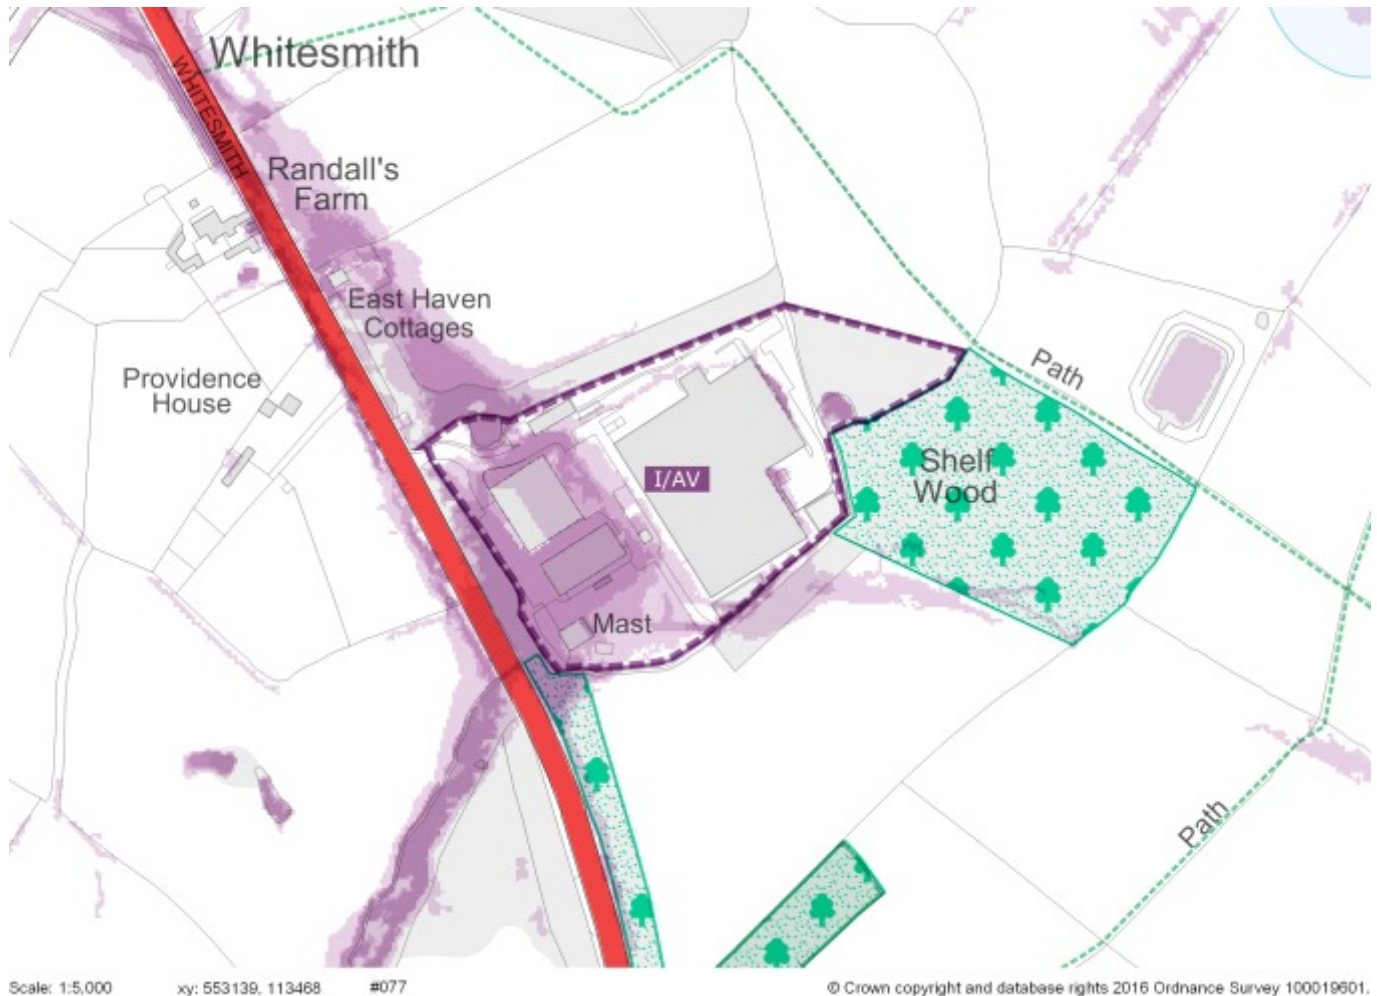 Whitesmith
WHITESMITH
Randall's
Farm
East Haven
Cottages
Providence
House
Path
Shelf
Wood
I/AV
Mast
Path
Scale: 1:5,000 xy: 553139, 113468 #077 © Crown copyright and database rights 2016 Ordnance Survey 100019601.